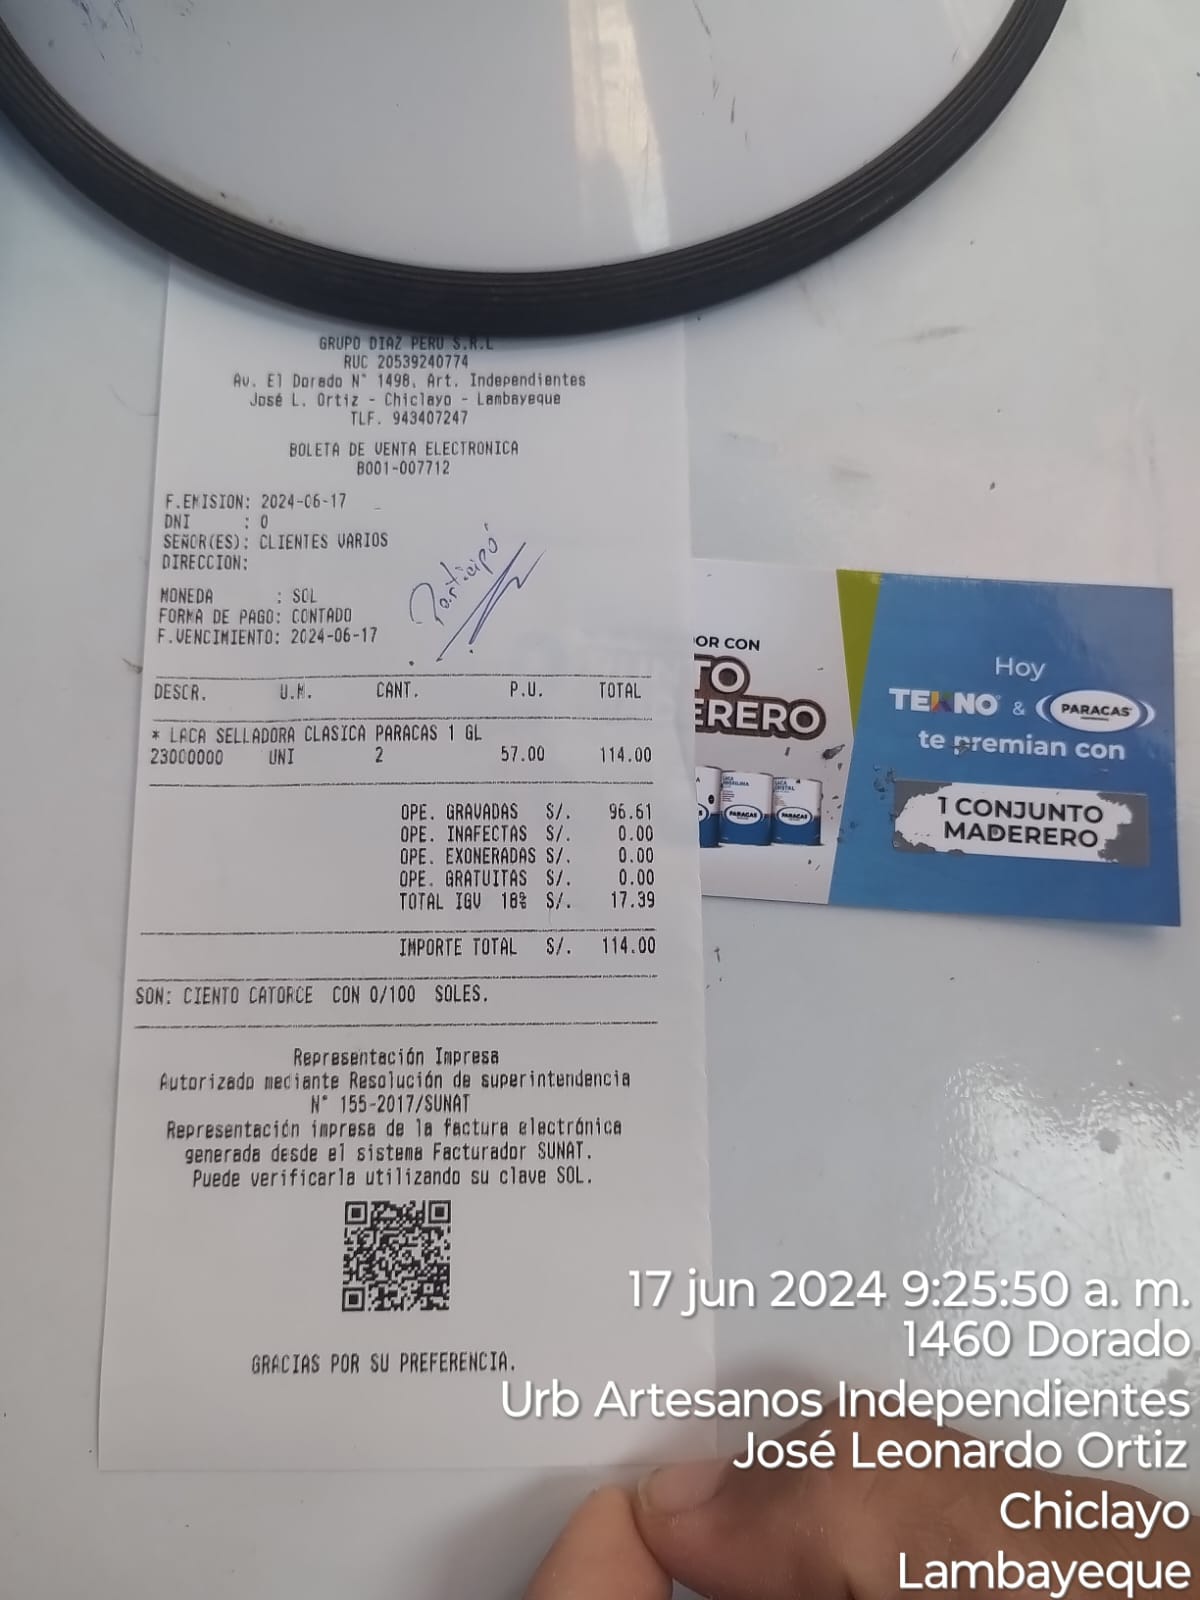 GRUPO DIAZ PERU S.R.L
RUC 20539240774
Av. El Dorado N° 1498, Art. Independientes
José L. Ortiz - Chiclayo - Lambayeque
TLF. 943407247
BOLETA DE VENTA ELECTRONICA
B001-007712
F.EMISION: 2024-06-17
DNI : 0
SEÑOR(ES): CLIENTES VARIOS
DIRECCION:
Participó
MONEDA : SOL
FORMA DE PAGO: CONTADO
F.VENCIMIENTO: 2024-06-17
DESCR. U.M. CANT. P.U. TOTAL
* LACA SELLADORA CLASICA PARACAS 1 GL
23000000 UNI 2 57.00 114.00
OPE. GRAVADAS S/. 96.61
OPE. INAFECTAS S/. 0.00
OPE. EXONERADAS S/. 0.00
OPE. GRATUITAS S/. 0.00
TOTAL IGV 18% S/. 17.39
IMPORTE TOTAL S/. 114.00
SON: CIENTO CATORCE CON 0/100 SOLES.
Representación Impresa
Autorizado mediante Resolución de superintendencia
N° 155-2017/SUNAT
Representación impresa de la factura electrónica
generada desde el sistema Facturador SUNAT.
Puede verificarla utilizando su clave SOL.
GRACIAS POR SU PREFERENCIA.
OR CON
TO
ERERO
PARACAS
PARACAS
Hoy
TEKNO & PARACAS
te premian con
1 CONJUNTO
MADERERO
17 jun 2024 9:25:50 a. m.
1460 Dorado
Urb Artesanos Independientes
José Leonardo Ortiz
Chiclayo
Lambayeque